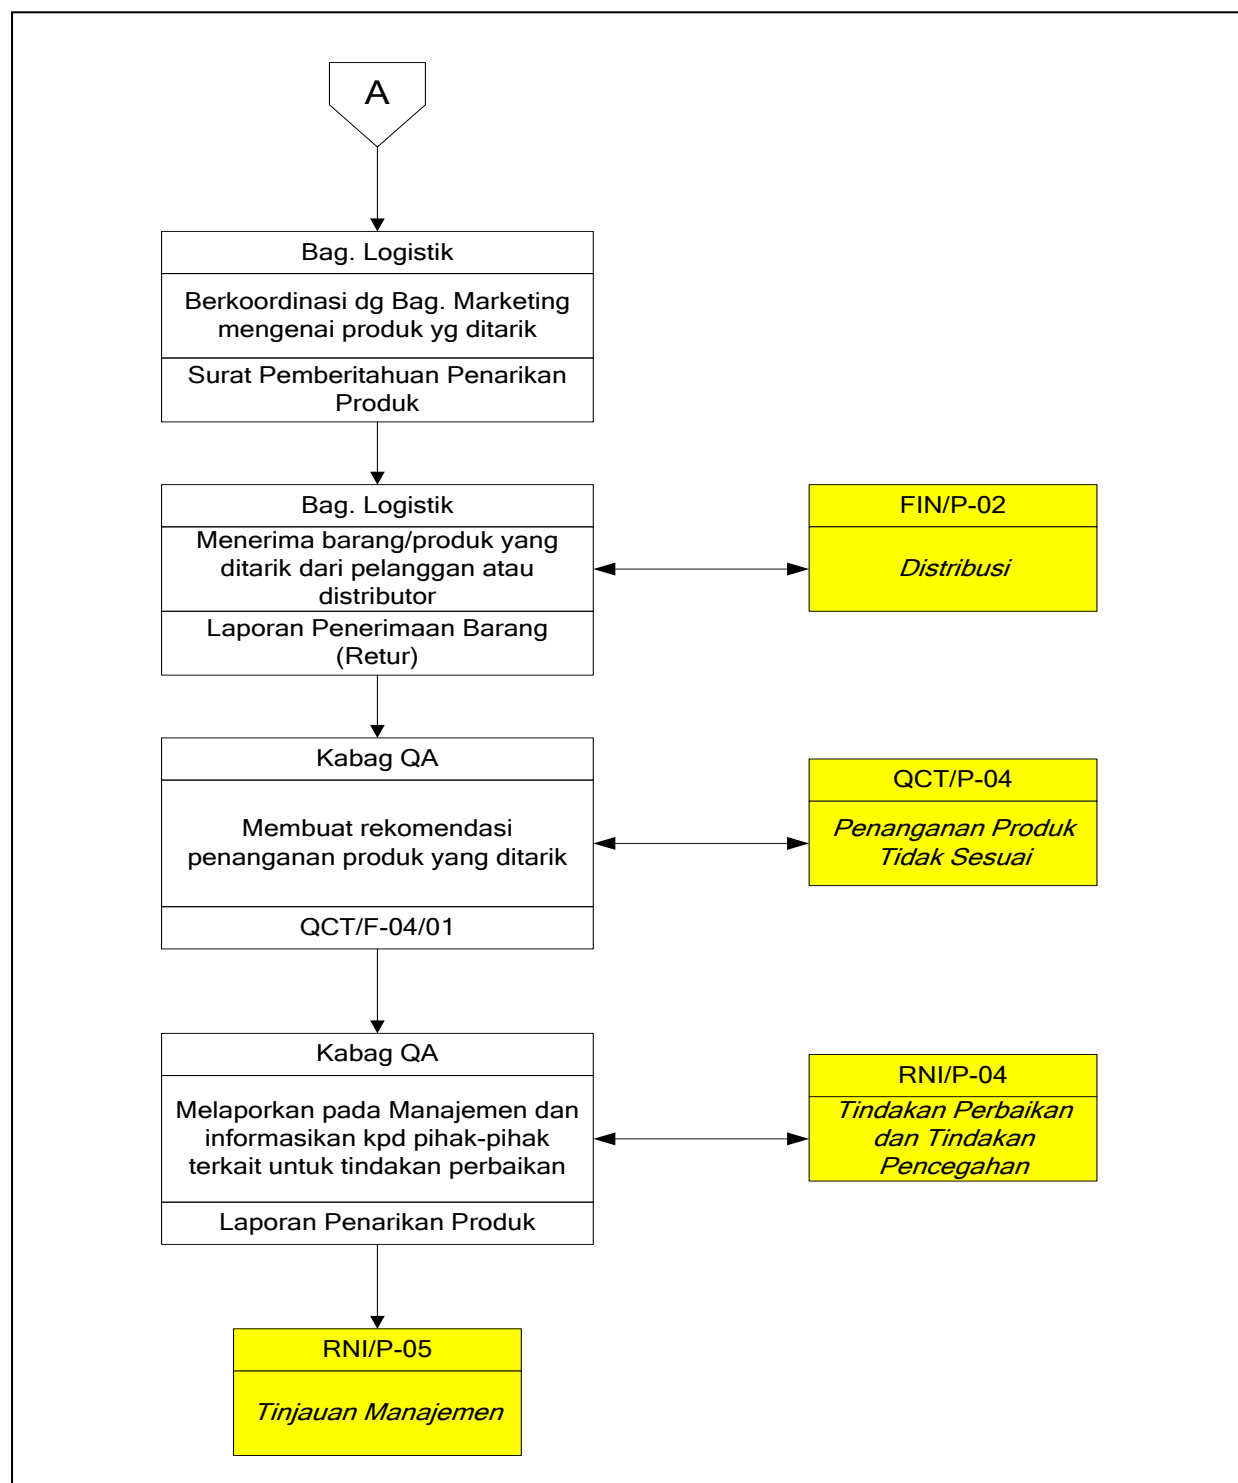 A
Bag. Logistik
Berkoordinasi dg Bag. Marketing
mengenai produk yg ditarik
Surat Pemberitahuan Penarikan
Produk
Bag. Logistik
Menerima barang/produk yang
ditarik dari pelanggan atau
distributor
Laporan Penerimaan Barang
(Retur)
FIN/P-02
Distribusi
Kabag QA
Membuat rekomendasi
penanganan produk yang ditarik
QCT/F-04/01
QCT/P-04
Penanganan Produk
Tidak Sesuai
Kabag QA
Melaporkan pada Manajemen dan
informasikan kpd pihak-pihak
terkait untuk tindakan perbaikan
Laporan Penarikan Produk
RNI/P-04
Tindakan Perbaikan
dan Tindakan
Pencegahan
RNI/P-05
Tinjauan Manajemen